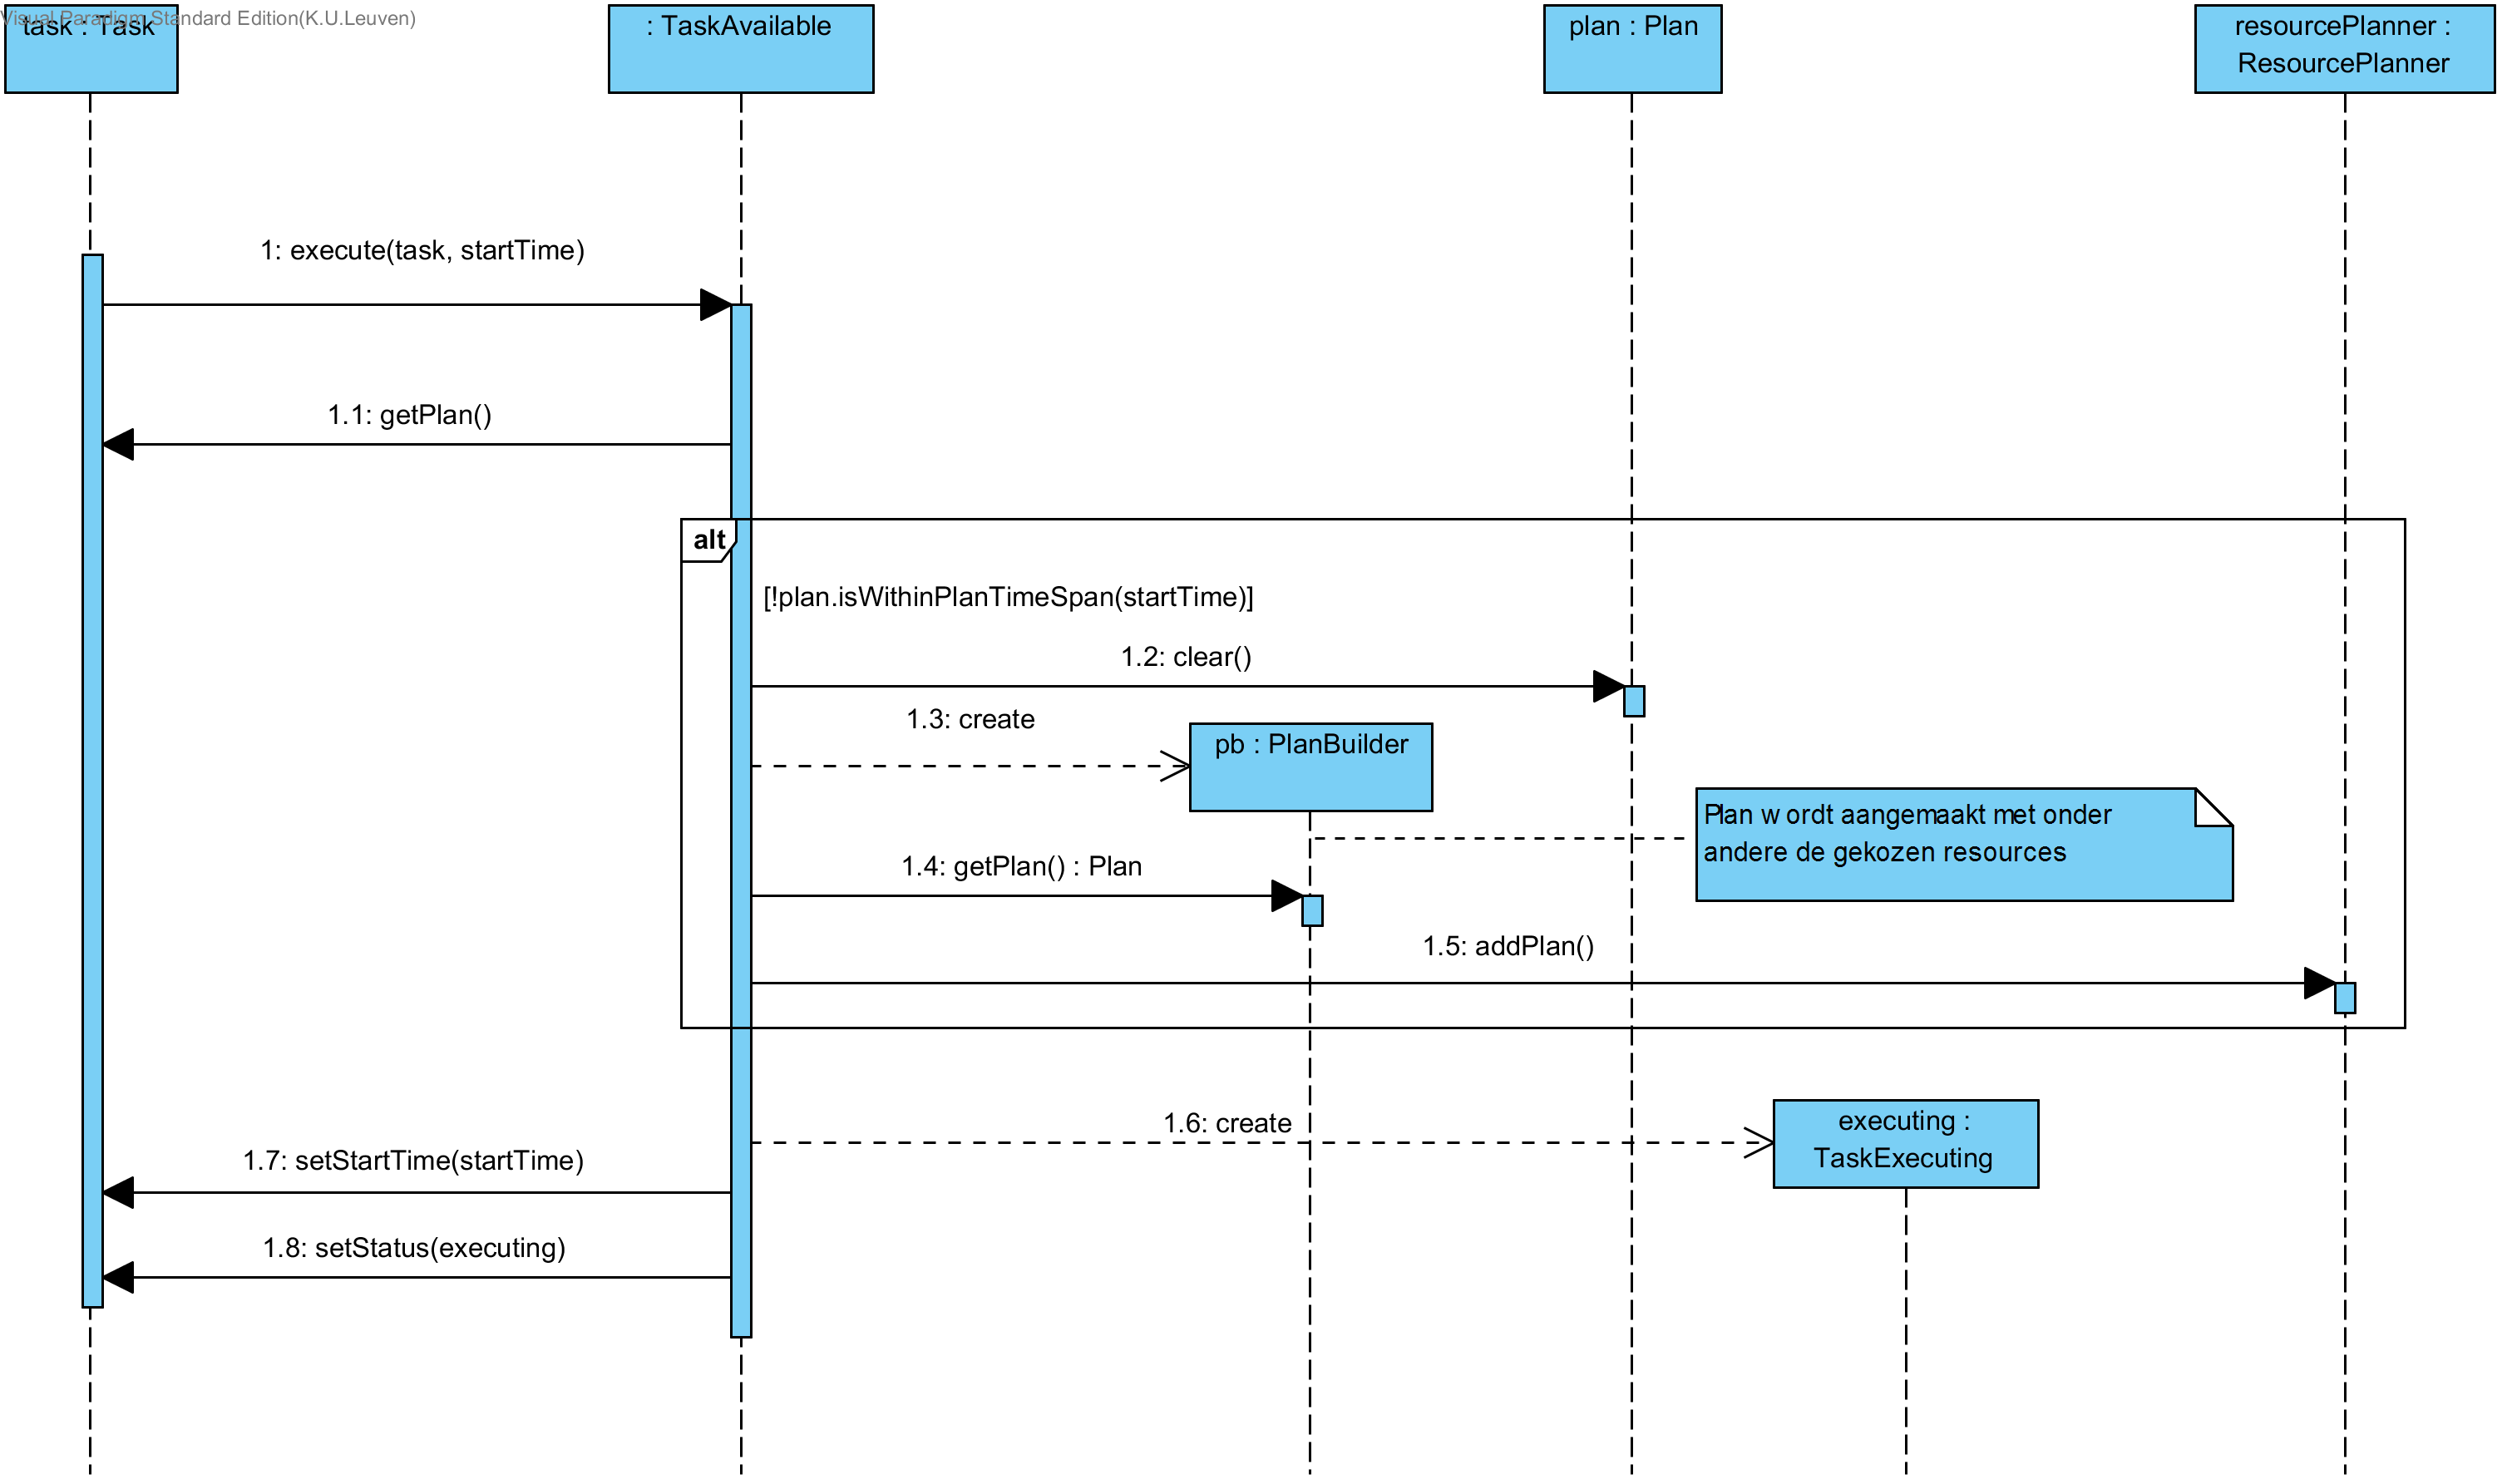 Visual Paradigm Standard Edition(K.U.Leuven)
task : Task
: TaskAvailable
plan : Plan
resourcePlanner :
ResourcePlanner
1: execute(task, startTime)
1.1: getPlan()
alt
[!plan.isWithinPlanTimeSpan(startTime)]
1.2: clear()
1.3: create
pb : PlanBuilder
Plan wordt aangemaakt met onder
andere de gekozen resources
1.4: getPlan() : Plan
1.5: addPlan()
1.6: create
executing :
TaskExecuting
1.7: setStartTime(startTime)
1.8: setStatus(executing)